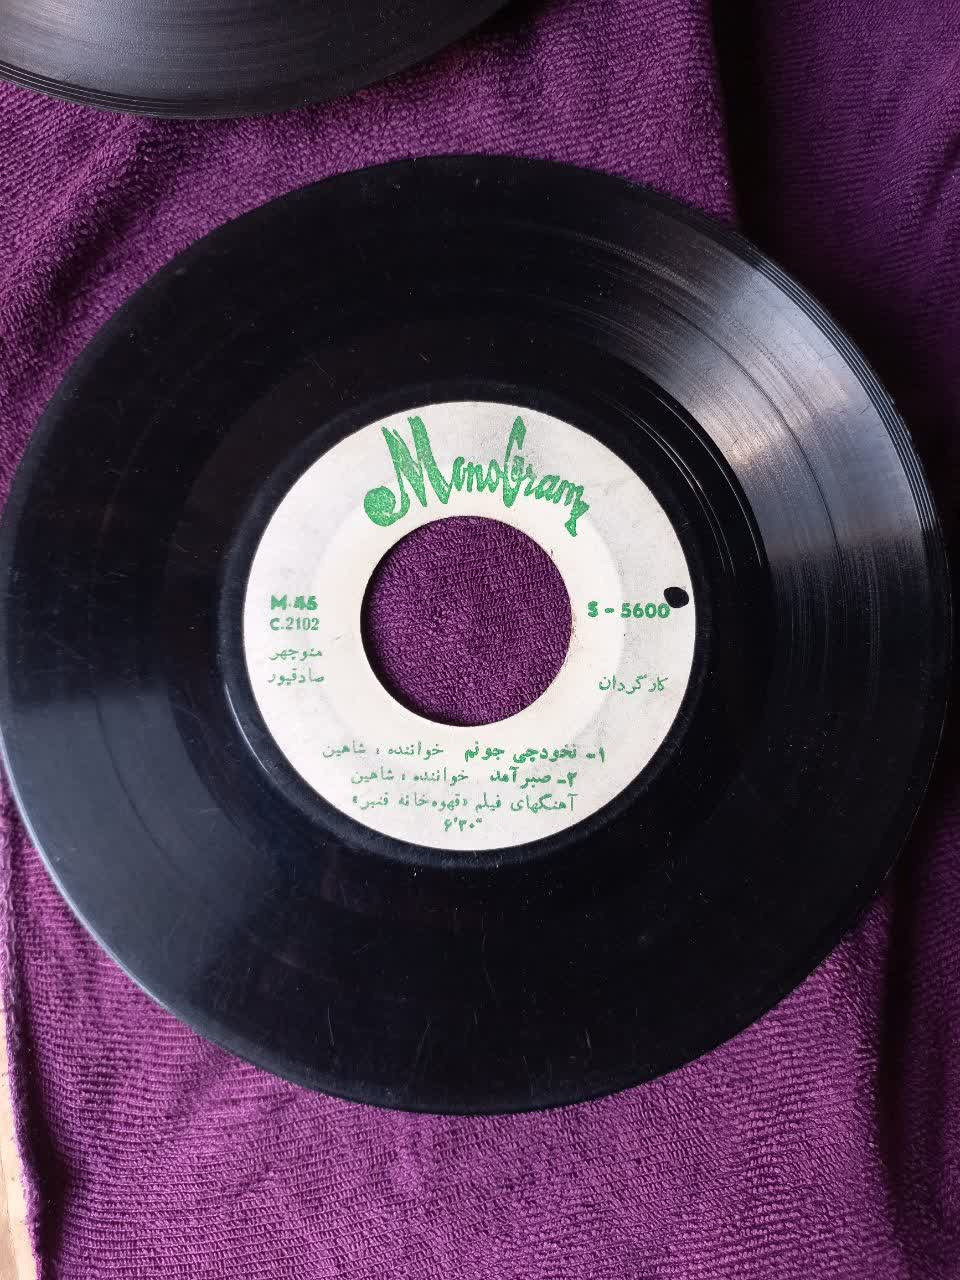 MonoGram
M.45
C.2102
S - 5600
کارگردان
منوچهر
صادقپور
۱- نخودچی جونم خواننده : شاهین
۲- صبر آمد خواننده : شاهین
آهنگهای فیلم «قهوه‌خانه قنبر»
۶'۳۰"